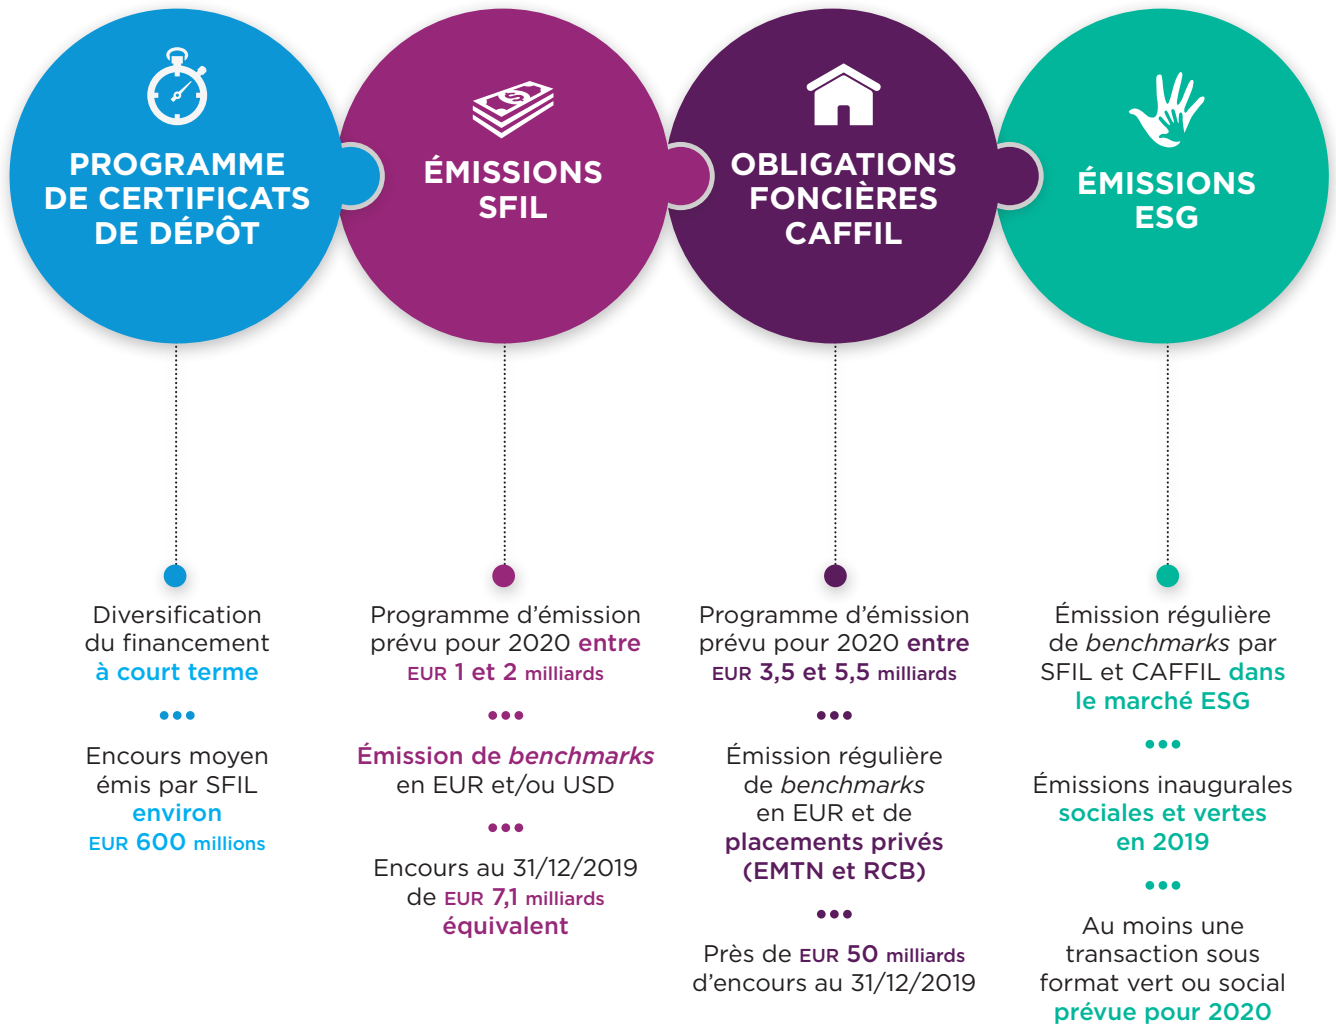 PROGRAMME
DE CERTIFICATS
DE DÉPÔT
ÉMISSIONS
SFIL
OBLIGATIONS
FONCIÈRES
CAFFIL
ÉMISSIONS
ESG
Diversification
du financement
à court terme
Encours moyen
émis par SFIL
environ
EUR 600 millions
Programme d’émission
prévu pour 2020 entre
EUR 1 et 2 milliards
Émission de benchmarks
en EUR et/ou USD
Encours au 31/12/2019
de EUR 7,1 milliards
équivalent
Programme d’émission
prévu pour 2020 entre
EUR 3,5 et 5,5 milliards
Émission régulière
de benchmarks
en EUR et de
placements privés
(EMTN et RCB)
Près de EUR 50 milliards
d’encours au 31/12/2019
Émission régulière
de benchmarks par
SFIL et CAFFIL dans
le marché ESG
Émissions inaugurales
sociales et vertes
en 2019
Au moins une
transaction sous
format vert ou social
prévue pour 2020